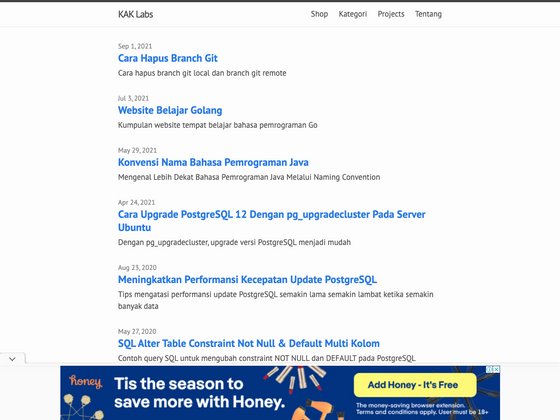 KAK Labs
Shop Kategori Projects Tentang
Sep 1, 2021
Cara Hapus Branch Git
Cara hapus branch git local dan branch git remote
Jul 3, 2021
Website Belajar Golang
Kumpulan website tempat belajar bahasa pemrograman Go
May 29, 2021
Konvensi Nama Bahasa Pemrograman Java
Mengenal Lebih Dekat Bahasa Pemrograman Java Melalui Naming Convention
Apr 24, 2021
Cara Upgrade PostgreSQL 12 Dengan pg_upgradecluster Pada Server
Ubuntu
Dengan pg_upgradecluster, upgrade versi PostgreSQL menjadi mudah
Aug 23, 2020
Meningkatkan Performansi Kecepatan Update PostgreSQL
Tips mengatasi performansi update PostgreSQL semakin lama semakin lambat ketika semakin
banyak data
May 27, 2020
SQL Alter Table Constraint Not Null & Default Multi Kolom
Contoh query SQL untuk mengubah constraint NOT NULL dan DEFAULT pada PostgreSQL
honey
Tis the season to
save more with Honey.
Add Honey - It's Free
The money-saving browser extension.
Terms and conditions apply. User must be 18+